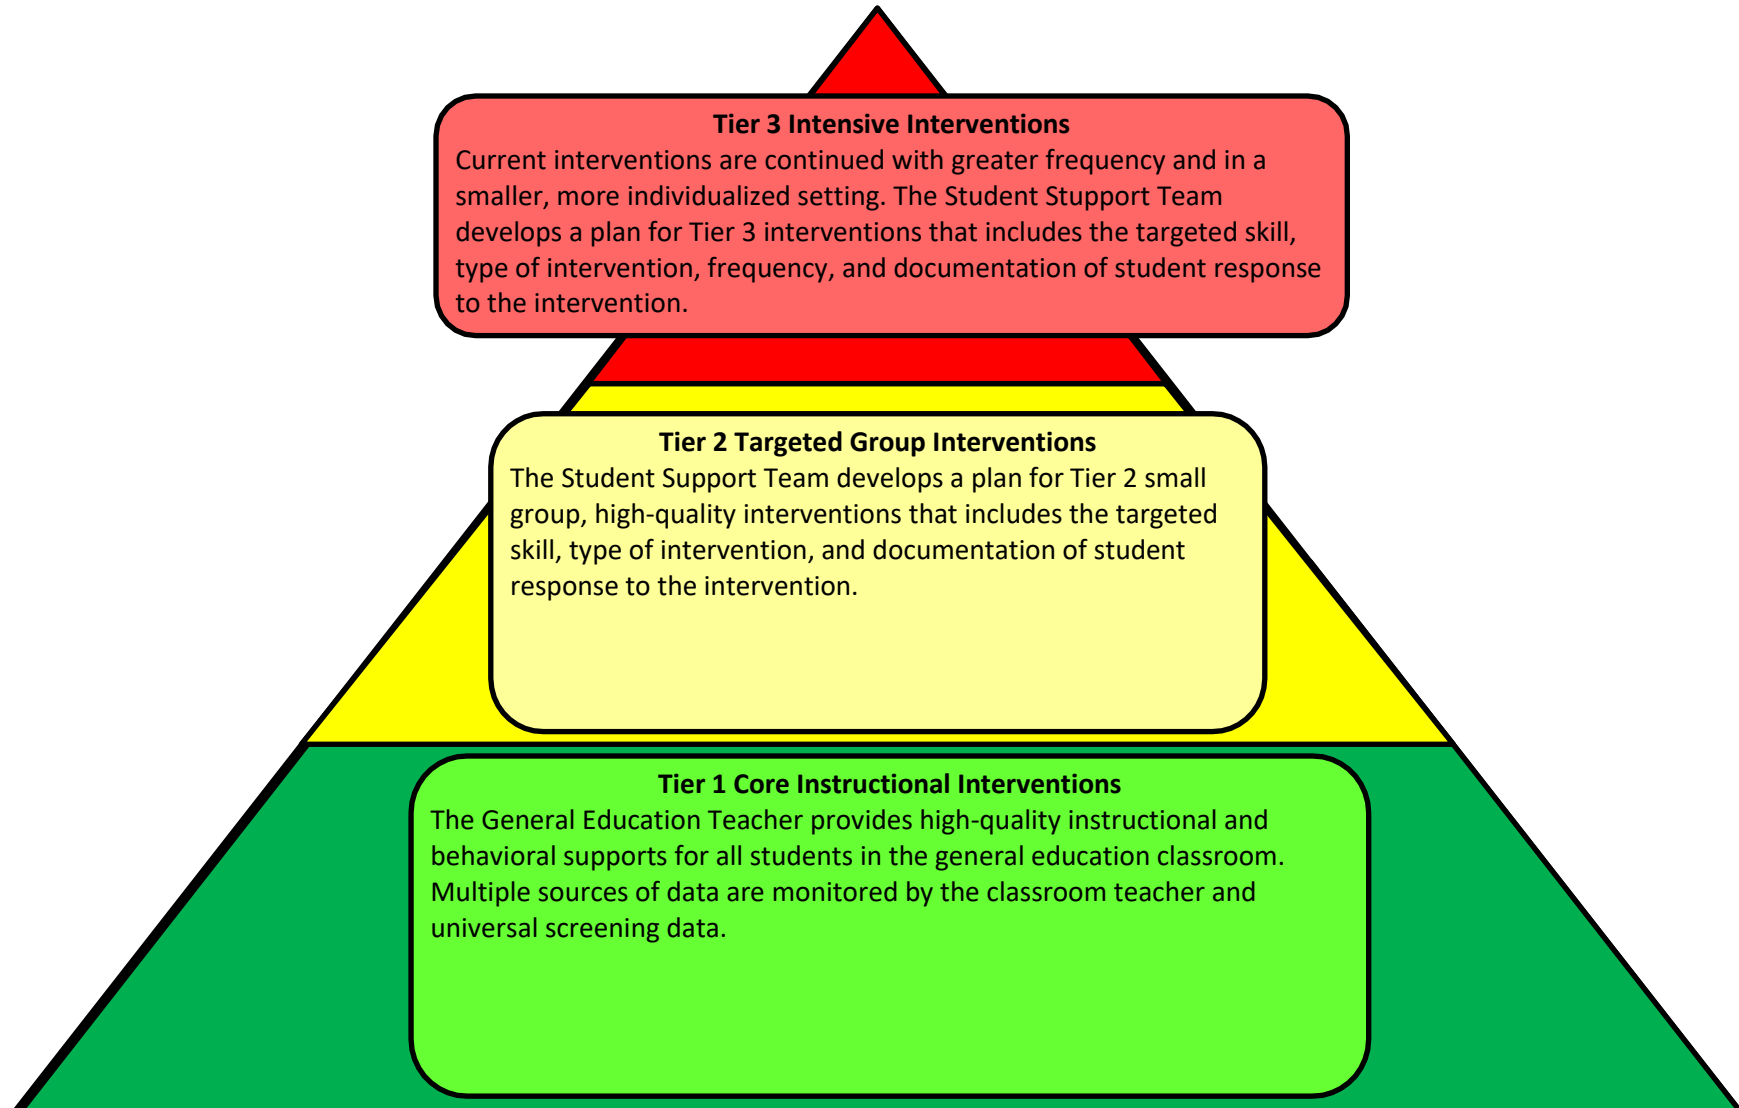 Tier 3 Intensive Interventions
Current interventions are continued with greater frequency and in a
smaller, more individualized setting. The Student Stupport Team
develops a plan for Tier 3 interventions that includes the targeted skill,
type of intervention, frequency, and documentation of student response
to the intervention.
Tier 2 Targeted Group Interventions
The Student Support Team develops a plan for Tier 2 small
group, high-quality interventions that includes the targeted
skill, type of intervention, and documentation of student
response to the intervention.
Tier 1 Core Instructional Interventions
The General Education Teacher provides high-quality instructional and
behavioral supports for all students in the general education classroom.
Multiple sources of data are monitored by the classroom teacher and
universal screening data.